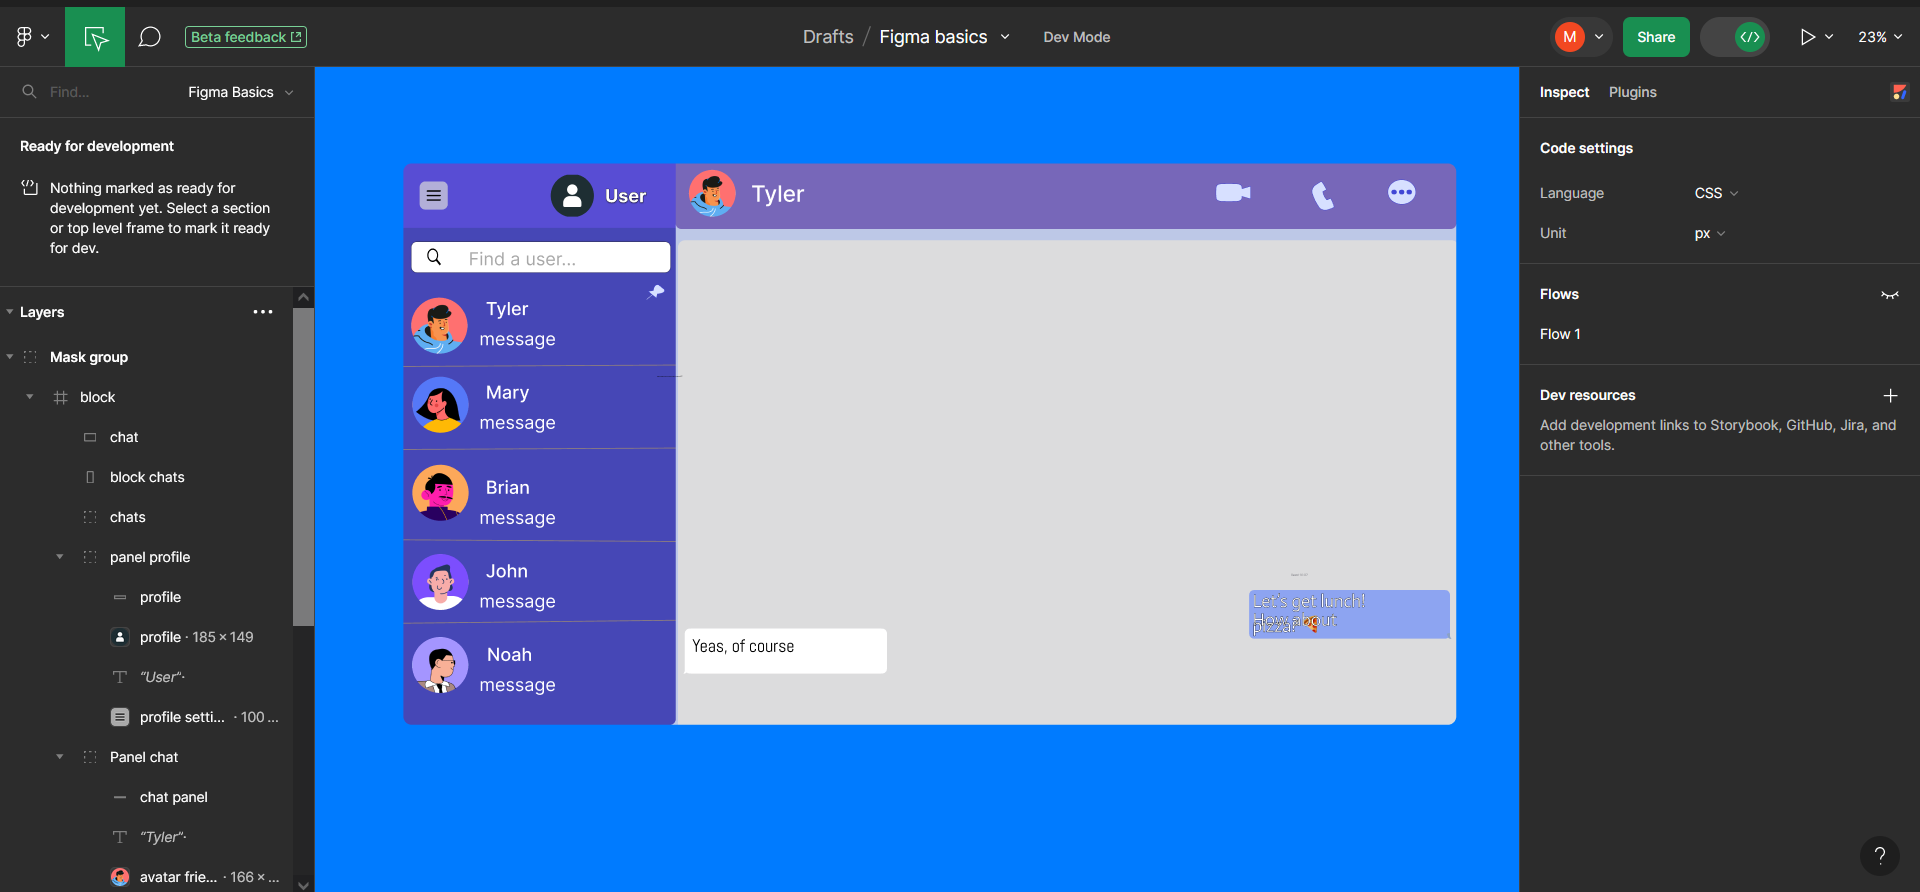 Beta feedback
Drafts / Figma basics
Dev Mode
M
Share
</>
23%
Find...
Figma Basics
Ready for development
Nothing marked as ready for
development yet. Select a section
or top level frame to mark it ready
for dev.
Layers
Mask group
block
chat
block chats
chats
panel profile
profile
profile · 185 × 149
T "User"·
profile setti... · 100 ...
Panel chat
chat panel
T "Tyler"·
avatar frie... · 166 × ...
User
Find a user...
Tyler
message
Mary
message
Brian
message
John
message
Noah
message
Tyler
Let's get lunch!
How about
pizza?
Yeas, of course
Inspect
Plugins
Code settings
Language
CSS
Unit
px
Flows
Flow 1
Dev resources
Add development links to Storybook, GitHub, Jira, and
other tools.
?